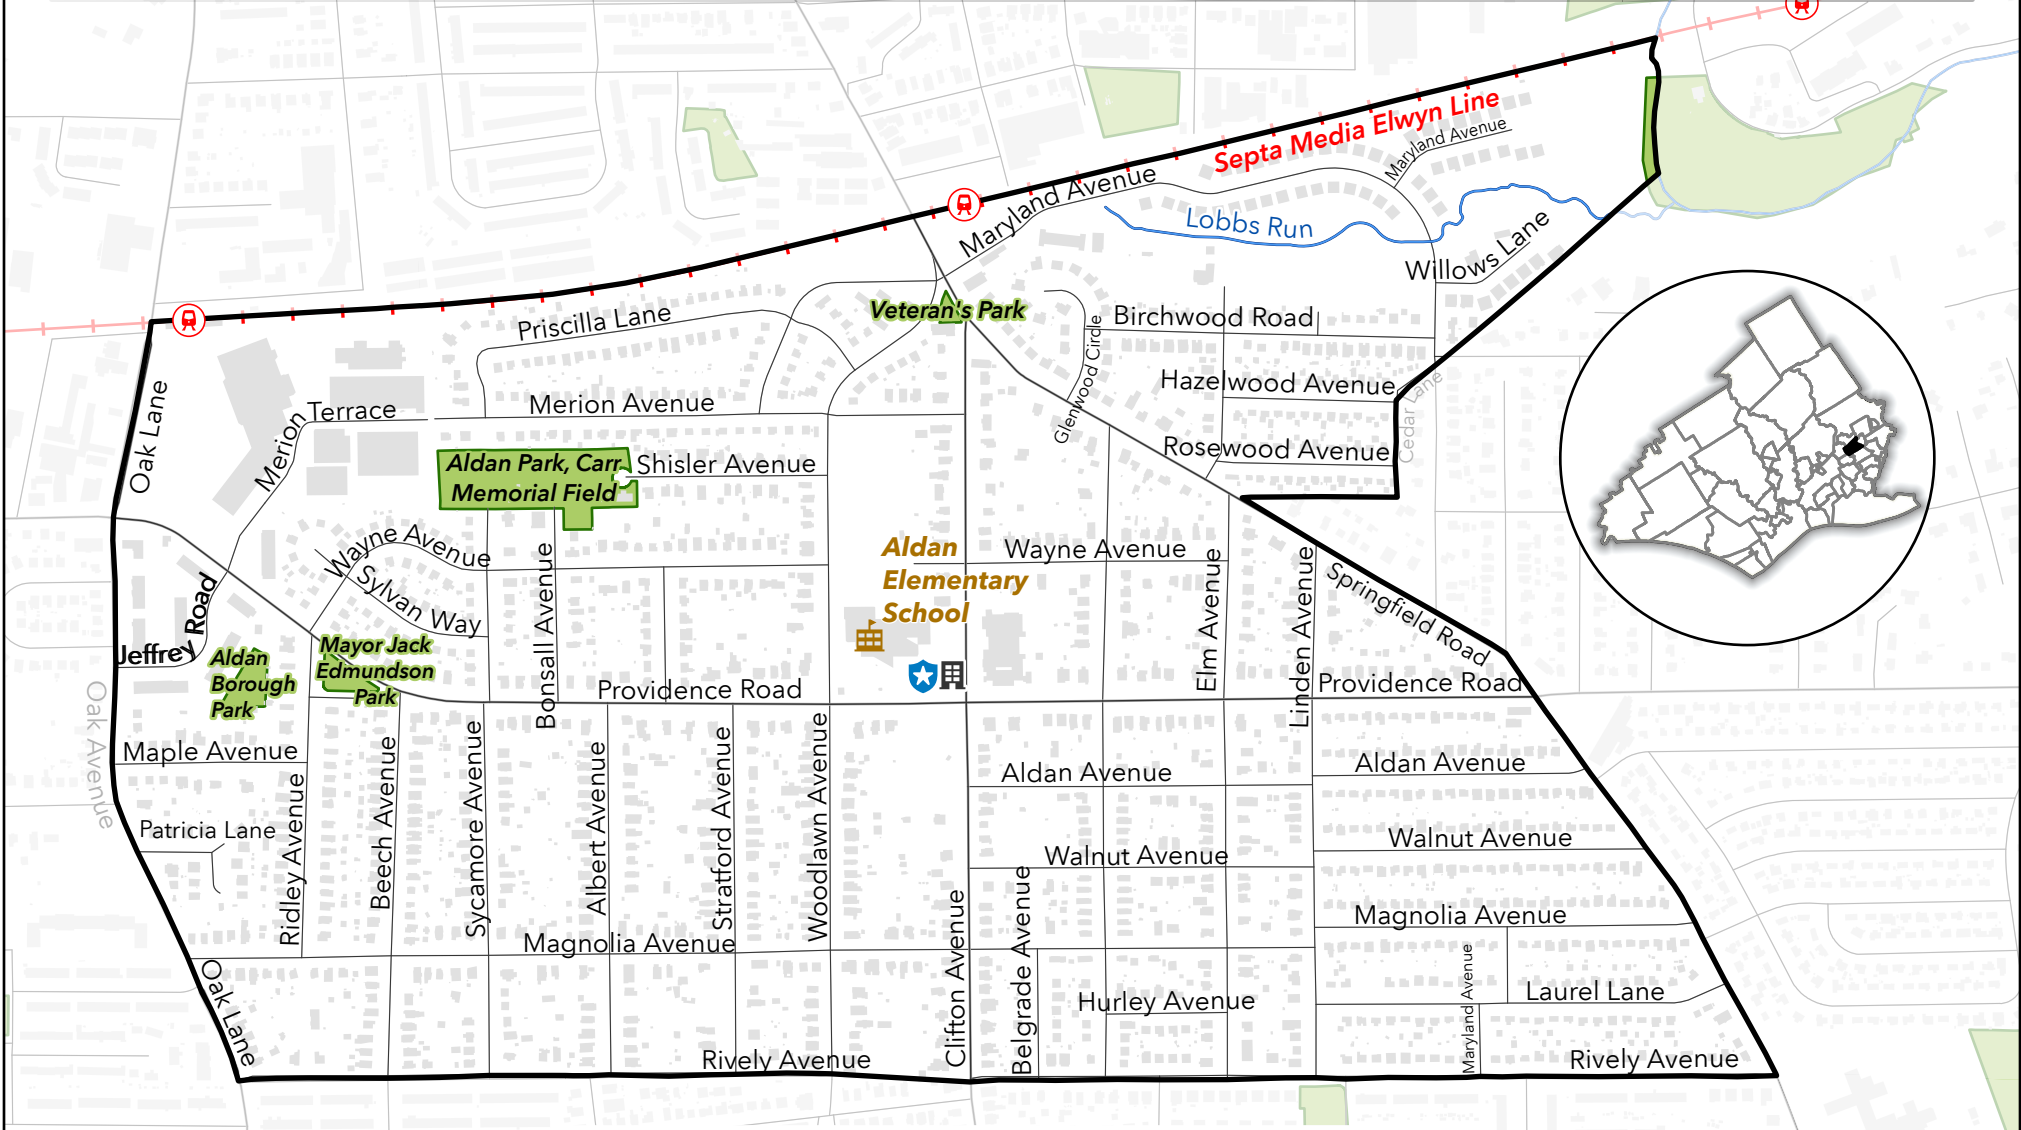 Septa Media Elwyn Line
Maryland Avenue
Maryland Avenue
Lobbs Run
Willows Lane
Priscilla Lane
Veteran's Park
Birchwood Road
Glenwood Circle
Hazelwood Avenue
Cedar Lane
Oak Lane
Merion Terrace
Merion Avenue
Rosewood Avenue
Aldan Park, Carr
Memorial Field
Shisler Avenue
Wayne Avenue
Sylvan Way
Bonsall Avenue
Aldan
Elementary
School
Wayne Avenue
Elm Avenue
Linden Avenue
Springfield Road
Jeffrey Road
Aldan
Borough
Park
Mayor Jack
Edmundson
Park
Providence Road
Providence Road
Oak Avenue
Maple Avenue
Patricia Lane
Ridley Avenue
Beech Avenue
Sycamore Avenue
Albert Avenue
Stratford Avenue
Woodlawn Avenue
Aldan Avenue
Aldan Avenue
Walnut Avenue
Walnut Avenue
Magnolia Avenue
Magnolia Avenue
Clifton Avenue
Belgrade Avenue
Hurley Avenue
Maryland Avenue
Laurel Lane
Oak Lane
Rively Avenue
Rively Avenue